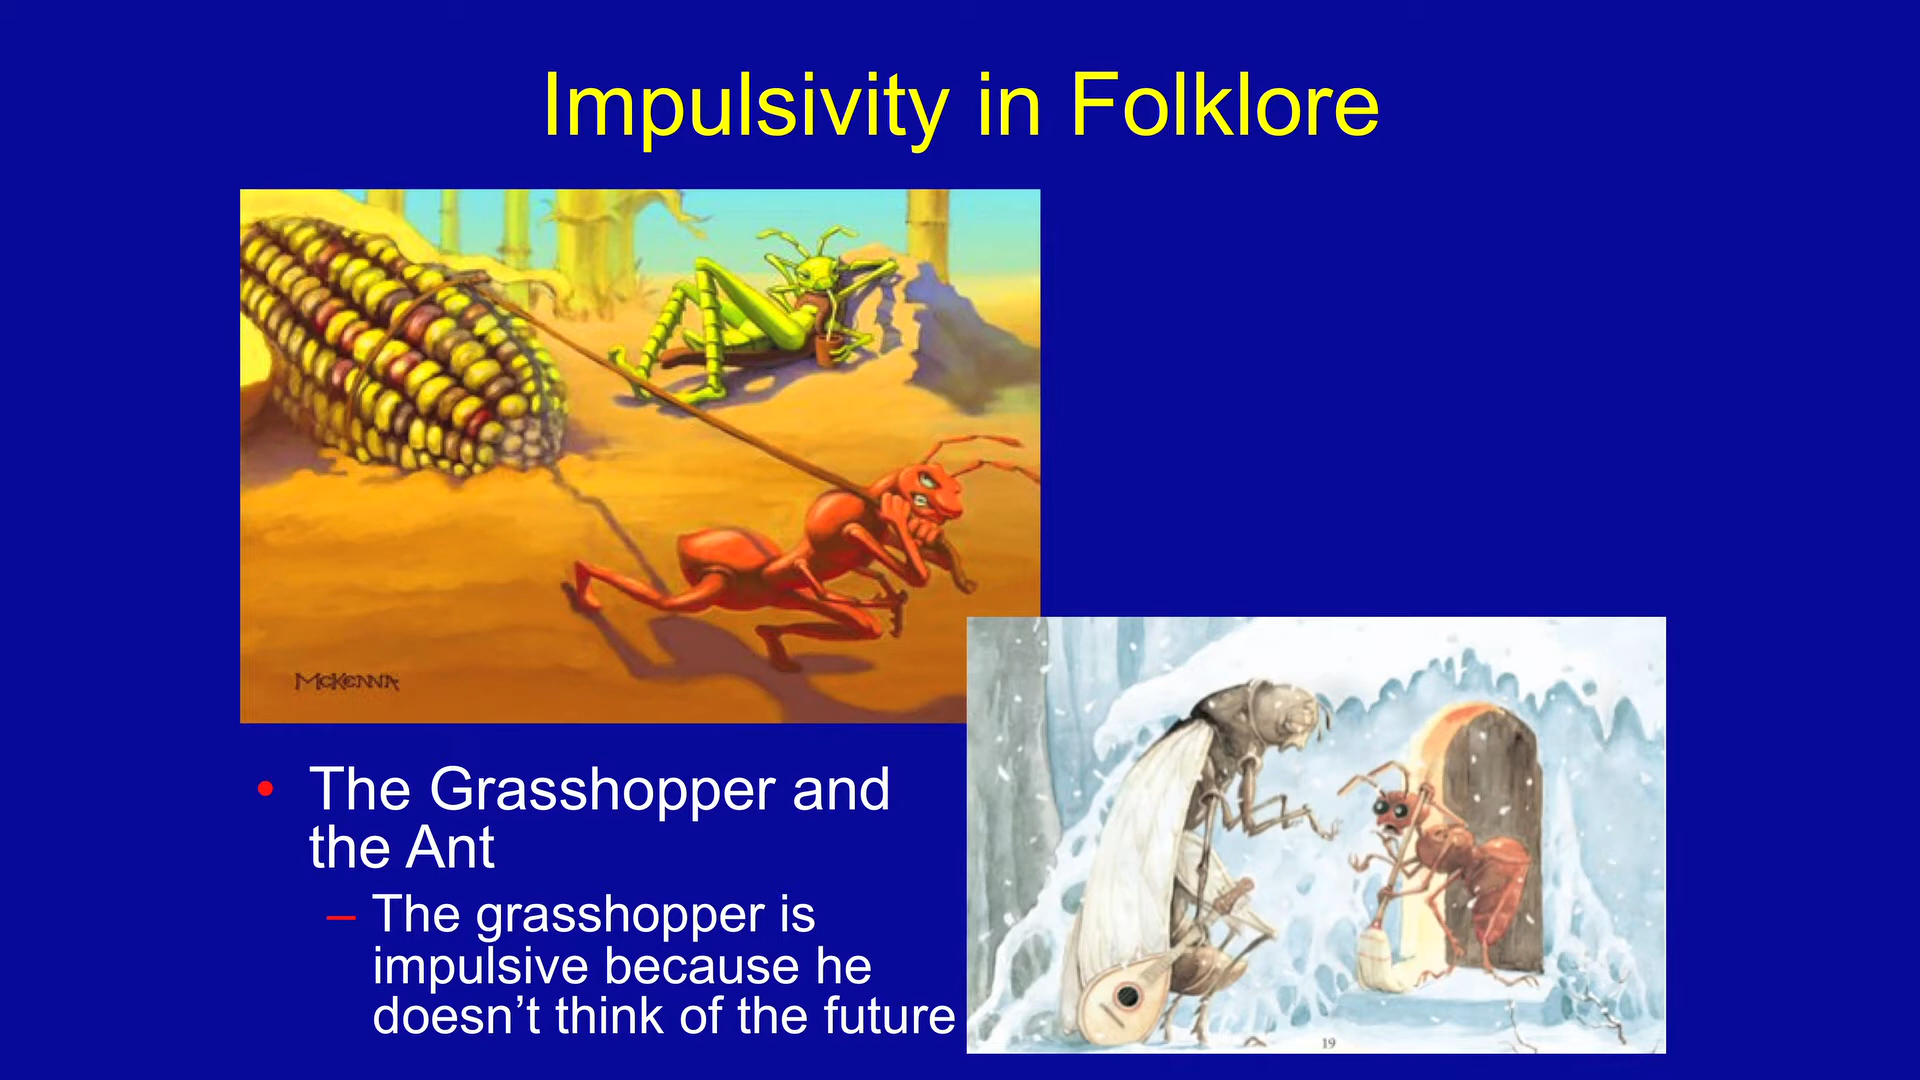 Impulsivity in Folklore
McKenna
• The Grasshopper and
the Ant
– The grasshopper is
impulsive because he
doesn’t think of the future
19